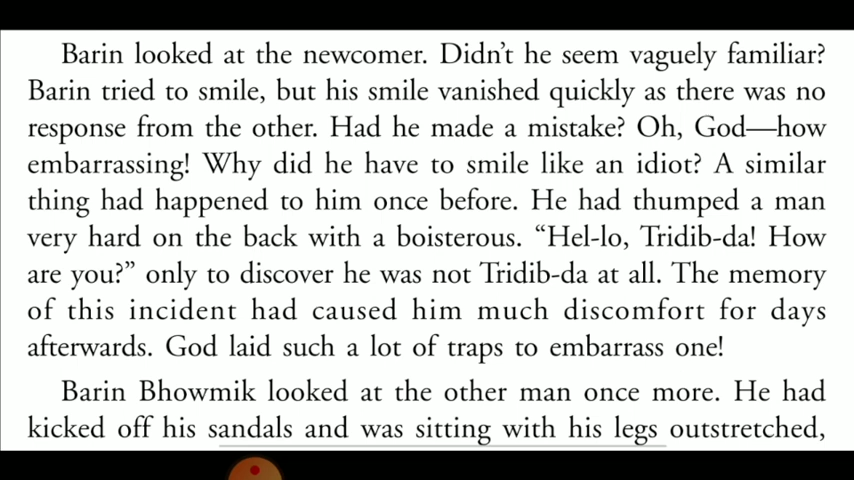 Barin looked at the newcomer. Didn’t he seem vaguely familiar?
Barin tried to smile, but his smile vanished quickly as there was no
response from the other. Had he made a mistake? Oh, God—how
embarrassing! Why did he have to smile like an idiot? A similar
thing had happened to him once before. He had thumped a man
very hard on the back with a boisterous. “Hel-lo, Tridib-da! How
are you?” only to discover he was not Tridib-da at all. The memory
of this incident had caused him much discomfort for days
afterwards. God laid such a lot of traps to embarrass one!
Barin Bhowmik looked at the other man once more. He had
kicked off his sandals and was sitting with his legs outstretched,